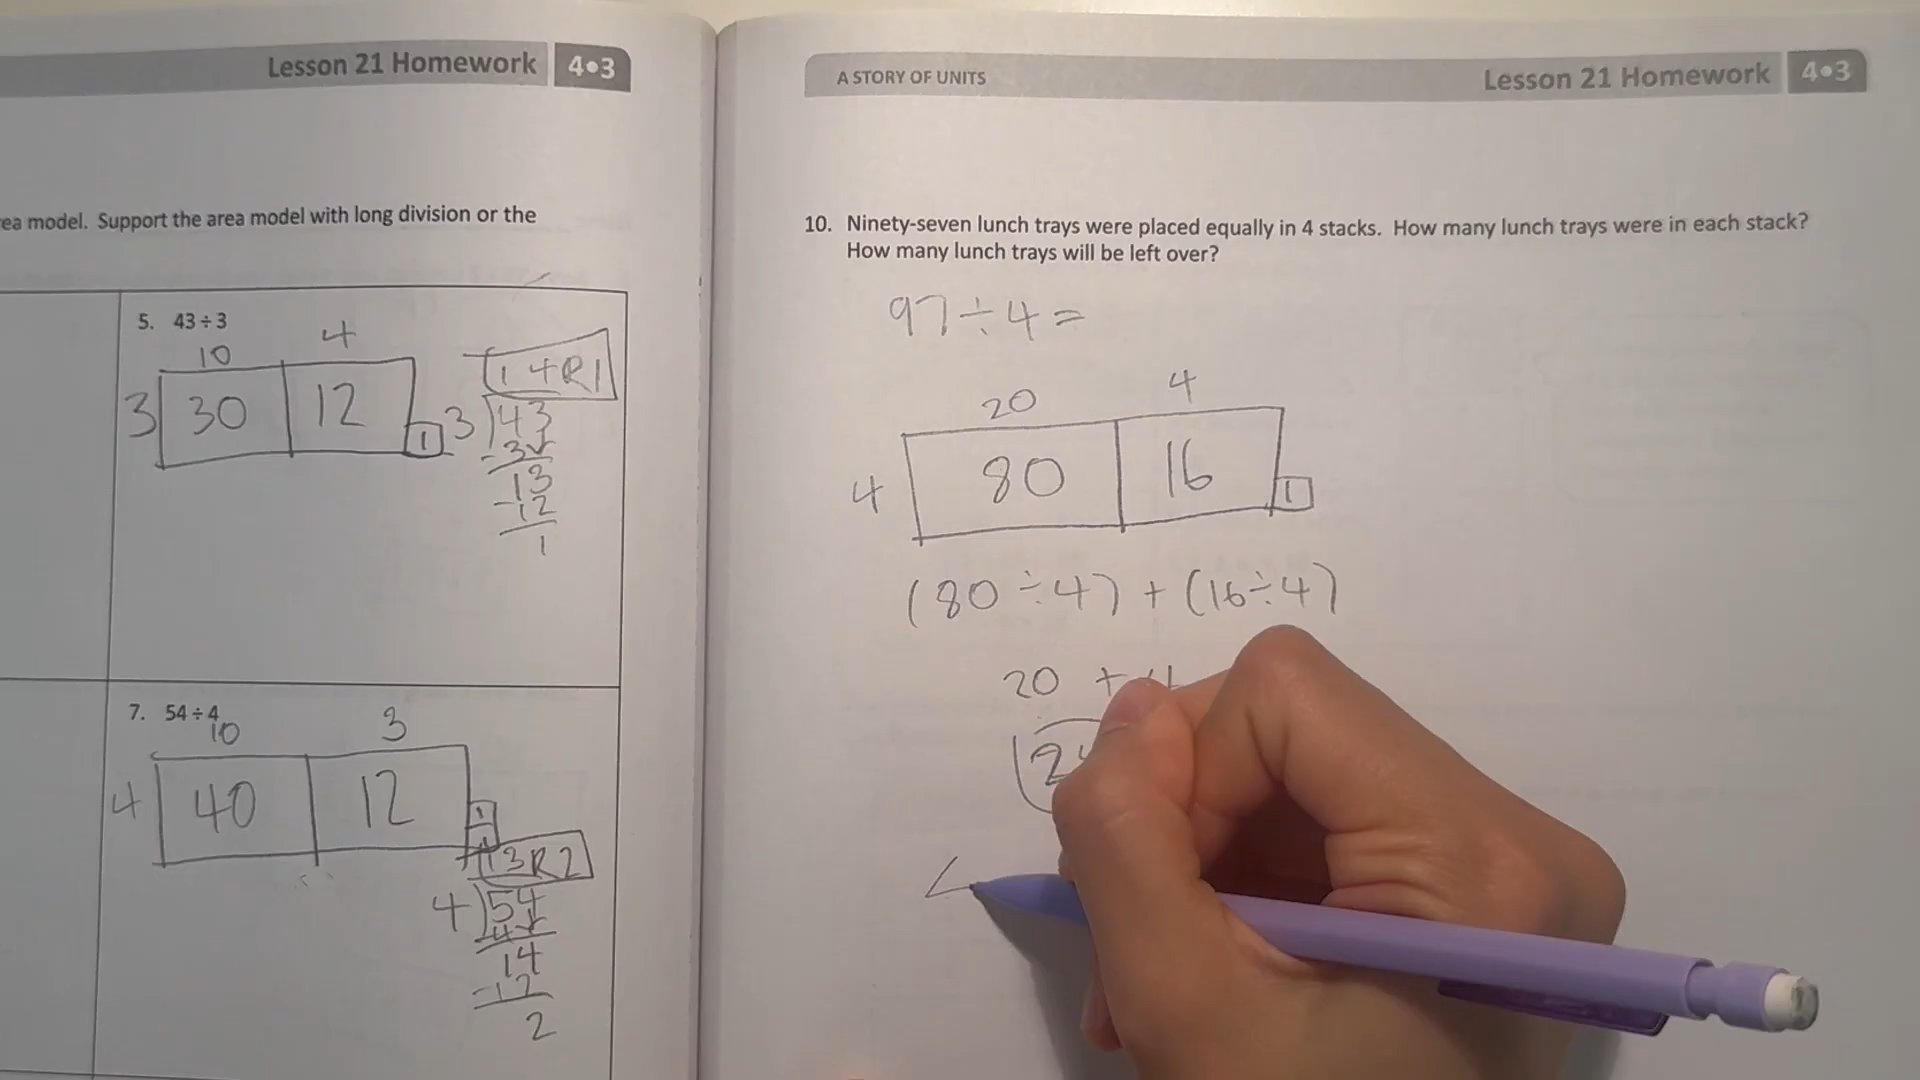 Lesson 21 Homework 4•3
ea model. Support the area model with long division or the
5. 43÷3
10 4
3 30 12 1
14R1
3)43
-3
13
-12
1
7. 54÷4
10 3
4 40 12 1
1
13R2
4)54
-4
14
-12
2
A STORY OF UNITS Lesson 21 Homework 4•3
10. Ninety-seven lunch trays were placed equally in 4 stacks. How many lunch trays were in each stack?
How many lunch trays will be left over?
97÷4=
20 4
4 80 16 1
(80÷4) + (16÷4)
20 + 4
24